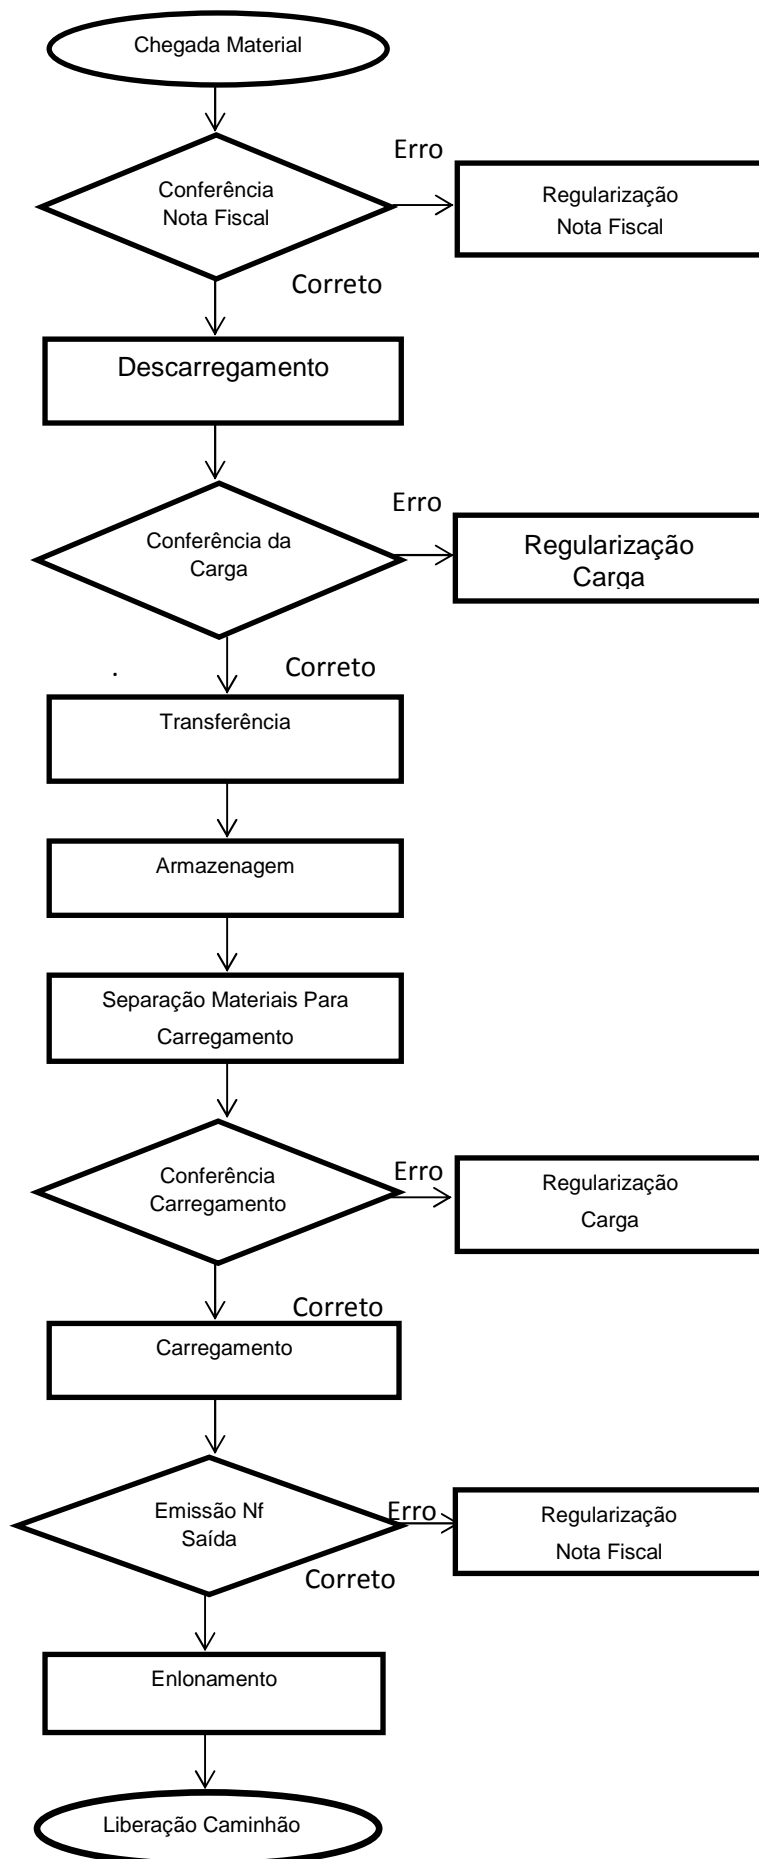 Chegada Material
Erro
Conferência
Nota Fiscal
Regularização
Nota Fiscal
Correto
Descarregamento
Erro
Conferência da
Carga
Regularização
Carga
.
Correto
Transferência
Armazenagem
Separação Materiais Para
Carregamento
Erro
Conferência
Carregamento
Regularização
Carga
Correto
Carregamento
Emissão Nf
Saída
Erro
Regularização
Nota Fiscal
Correto
Enlonamento
Liberação Caminhão